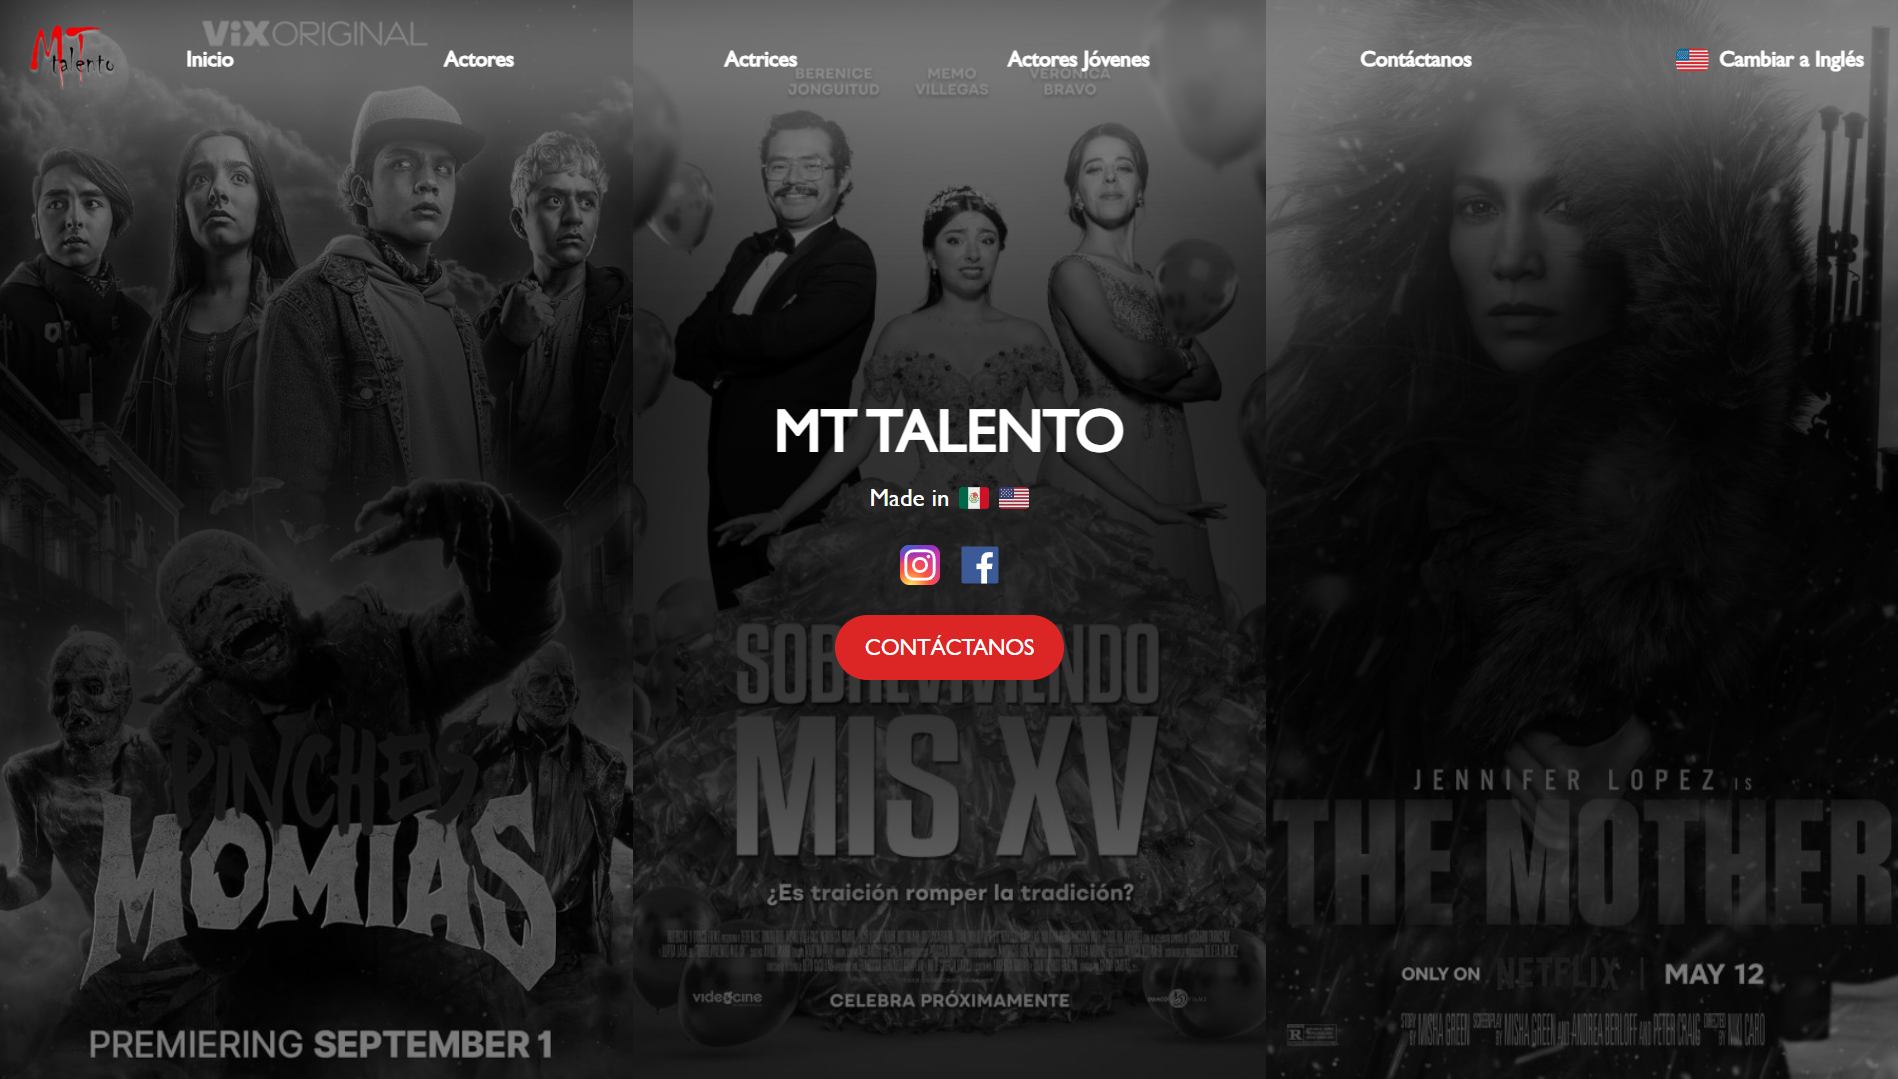 MT
talento
Inicio
Actores
Actrices
Actores Jóvenes
Contáctanos
Cambiar a Inglés
ViX ORIGINAL
BERENICE JONGUITUD
MEMO VILLEGAS
VERÓNICA BRAVO
MT TALENTO
Made in
CONTÁCTANOS
PINCHES
MOMIAS
PREMIERING SEPTEMBER 1
SOBREVIVIENDO
MIS XV
¿Es traición romper la tradición?
videocine
CELEBRA PRÓXIMAMENTE
JENNIFER LOPEZ IS
THE MOTHER
ONLY ON NETFLIX | MAY 12
R
STORY BY MISHA GREEN SCREENPLAY BY MISHA GREEN AND ANDREA BERLOFF AND PETER CRAIG DIRECTED BY NIKI CARO